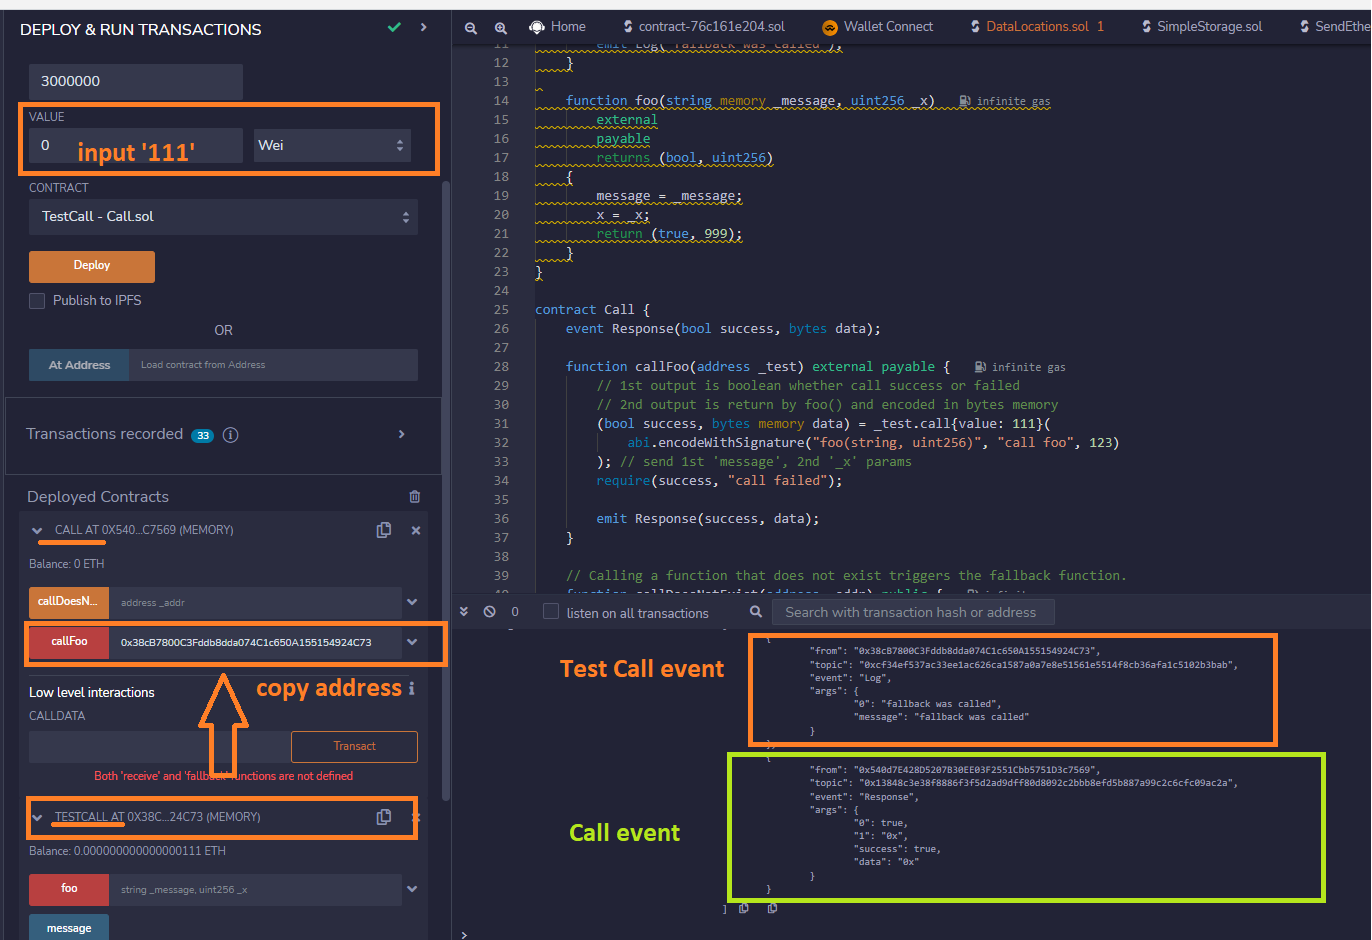 DEPLOY & RUN TRANSACTIONS
3000000
VALUE
0
input '111'
Wei
CONTRACT
TestCall - Call.sol
Deploy
Publish to IPFS
OR
At Address
Load contract from Address
Transactions recorded 33 i
Deployed Contracts
CALL AT 0X540...C7569 (MEMORY)
Balance: 0 ETH
callDoesN... address _addr
callFoo 0x38cB7800C3Fddb8dda074C1c650A155154924C73
copy address
Low level interactions i
CALLDATA
Transact
Both 'receive' and 'fallback' functions are not defined
TESTCALL AT 0X38C...24C73 (MEMORY)
Balance: 0.000000000000000111 ETH
foo string _message, uint256 _x
message
Home contract-76c161e204.sol Wallet Connect DataLocations.sol 1 SimpleStorage.sol SendEthe
11 emit Log("fallback was called");
12 }
13
14 function foo(string memory _message, uint256 _x) infinite gas
15 external
16 payable
17 returns (bool, uint256)
18 {
19 message = _message;
20 x = _x;
21 return (true, 999);
22 }
23 }
24
25 contract Call {
26 event Response(bool success, bytes data);
27
28 function callFoo(address _test) external payable { infinite gas
29 // 1st output is boolean whether call success or failed
30 // 2nd output is return by foo() and encoded in bytes memory
31 (bool success, bytes memory data) = _test.call{value: 111}(
32 abi.encodeWithSignature("foo(string, uint256)", "call foo", 123)
33 ); // send 1st 'message', 2nd '_x' params
34 require(success, "call failed");
35
36 emit Response(success, data);
37 }
38
39 // Calling a function that does not exist triggers the fallback function.
0 listen on all transactions Search with transaction hash or address
Test Call event
{
"from": "0x38cB7800C3Fddb8dda074C1c650A155154924C73",
"topic": "0xcf34ef537ac33ee1ac626ca1587a0a7e8e51561e5514f8cb36afa1c5102b3bab",
"event": "Log",
"args": {
"0": "fallback was called",
"message": "fallback was called"
}
},
Call event
{
"from": "0x540d7E428D5207B30EE03F2551Cbb5751D3c7569",
"topic": "0x13848c3e38f8886f3f5d2ad9dff80d8092c2bbb8efd5b887a99c2c6cfc09ac2a",
"event": "Response",
"args": {
"0": true,
"1": "0x",
"success": true,
"data": "0x"
}
}
]
>